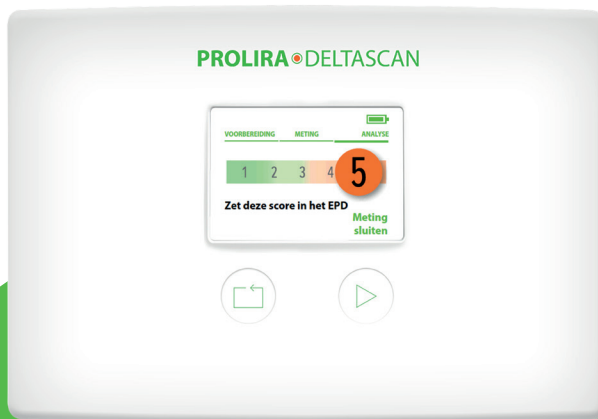 PROLIRA DELTASCAN
VOORBEREIDING METING ANALYSE
1 2 3 4 5
Zet deze score in het EPD
Meting
sluiten